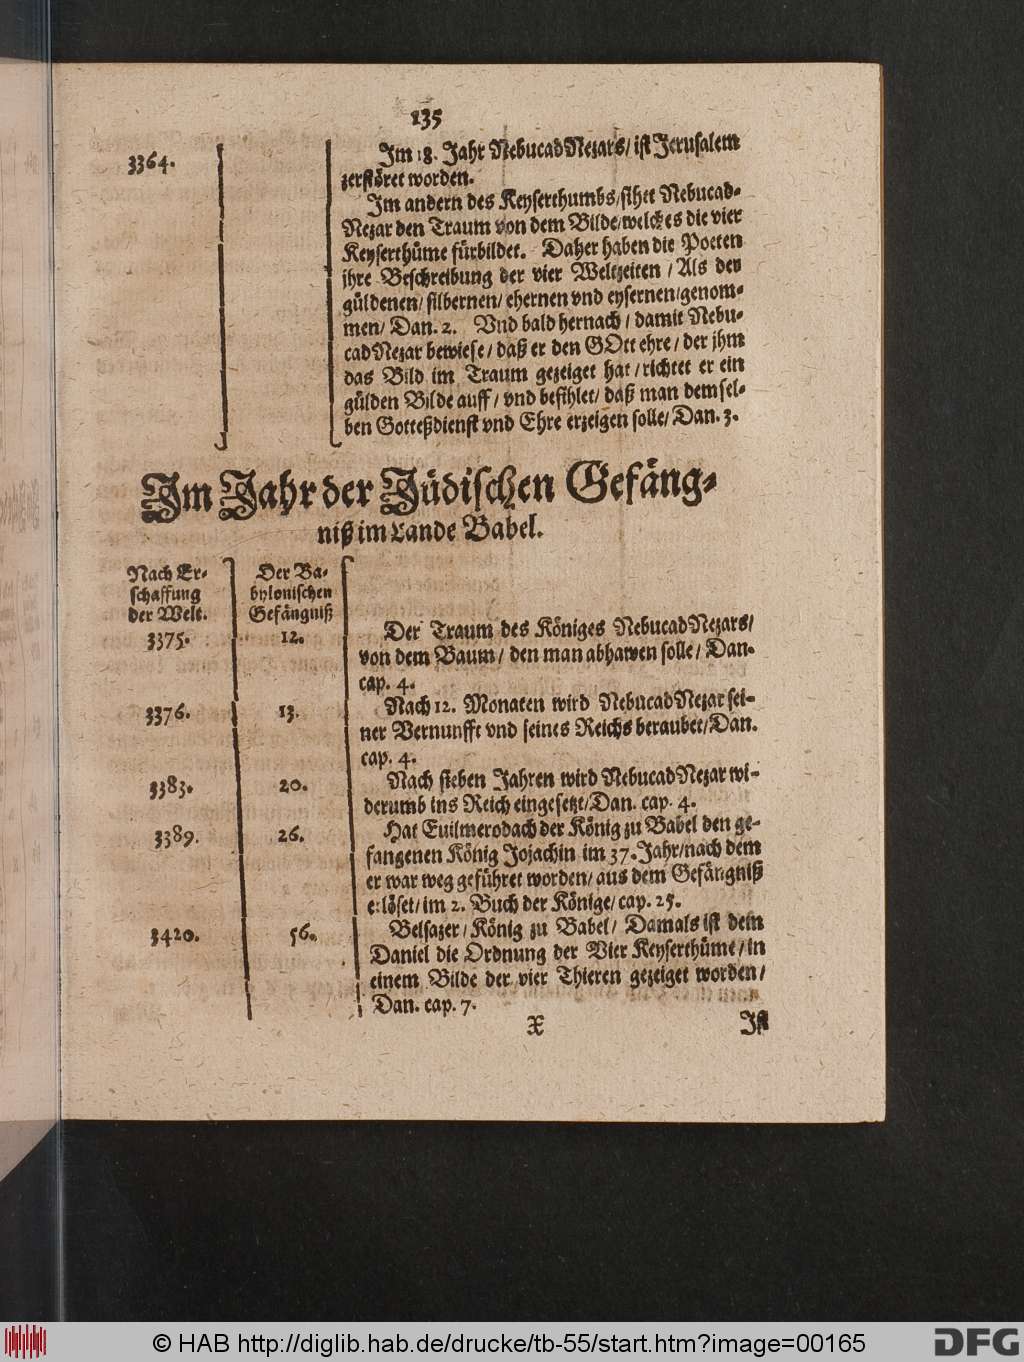 135
3364.
Im 18. Jahr NebucadNezars/ ist Jerusalem
zerstöret worden.
Im andern des Keyserthumbs/sihet Nebucad-
Nezar den Traum von dem Bilde/welches die vier
Keyserthüme fürbildet. Daher haben die Poeten
ihre Beschreibung der vier Weltzeiten / Als der
güldenen/ silbernen/ ehernen vnd eysernen/genom-
men/ Dan. 2. Vnd bald hernach / damit Nebu-
cadNezar bewiese/ daß er den GOtt ehre/ der jhm
das Bild im Traum gezeiget hat /richtet er ein
gülden Bilde auff/ vnd befihlet/ daß man demsel-
ben Gotteßdienst vnd Ehre erzeigen solle/ Dan. 3.
Im Jahr der Jüdischen Gefäng-
niß im Lande Babel.
Nach Er-
schaffung
der Welt.
Der Ba-
bylonischen
Gefängniß
3375. 12. Der Traum des Königes NebucadNezars/
von dem Baum/ den man abhawen solle/ Dan.
cap. 4.
3376. 13. Nach 12. Monaten wird NebucadNezar sei-
ner Vernunfft vnd seines Reichs beraubet/Dan.
cap. 4.
3383. 20. Nach sieben Jahren wird NebucadNezar wi-
derumb ins Reich eingesetzt/Dan. cap. 4.
3389. 26. Hat Euilmerodach der König zu Babel den ge-
fangenen König Jojachin im 37. Jahr/nach dem
er war weg geführet worden/ aus dem Gefängniß
erlöset/im 2. Buch der Könige/ cap. 25.
3420. 56. Belsazer/ König zu Babel/ Damals ist dem
Daniel die Ordnung der Vier Keyserthüme/ in
einem Bilde der vier Thieren gezeiget worden/
Dan. cap. 7.
X Ist
© HAB http://diglib.hab.de/drucke/tb-55/start.htm?image=00165
DFG